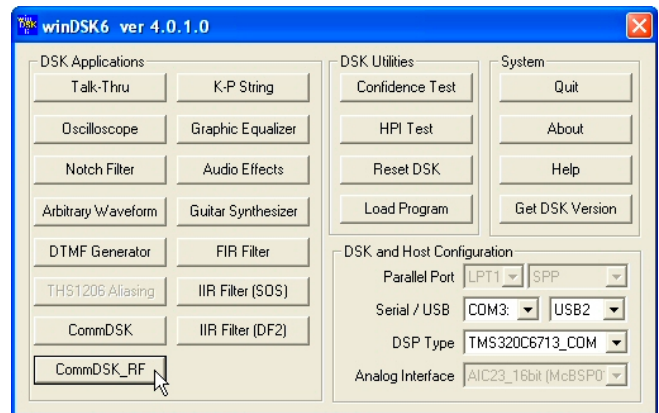 winDSK6 ver 4.0.1.0
DSK Applications
Talk-Thru
K-P String
Oscilloscope
Graphic Equalizer
Notch Filter
Audio Effects
Arbitrary Waveform
Guitar Synthesizer
DTMF Generator
FIR Filter
THS1206 Aliasing
IIR Filter (SOS)
CommDSK
IIR Filter (DF2)
CommDSK_RF
DSK Utilities
Confidence Test
HPI Test
Reset DSK
Load Program
System
Quit
About
Help
Get DSK Version
DSK and Host Configuration
Parallel Port LPT1 SPP
Serial / USB COM3: USB2
DSP Type TMS320C6713_COM
Analog Interface AIC23_16bit (McBSP0